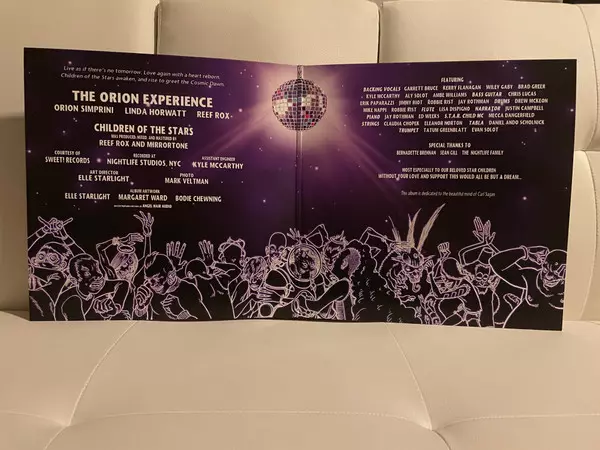 Live as if there's no tomorrow. Love again with a heart reborn.
Children of the Stars awaken, and rise to greet the Cosmic Dawn.
THE ORION EXPERIENCE
ORION SIMPRINI LINDA HORWATT REEF ROX
CHILDREN OF THE STARS
WAS PRODUCED, MIXED AND MASTERED BY
REEF ROX AND MIRRORTONE
COURTESY OF
SWEET! RECORDS
RECORDED AT
NIGHTLIFE STUDIOS, NYC
ASSISTANT ENGINEER
KYLE MCCARTHY
ART DIRECTOR
ELLE STARLIGHT
PHOTO
MARK VELTMAN
ALBUM ARTWORK
ELLE STARLIGHT MARGARET WARD BODIE CHEWNING
ANGEL HAIR AUDIO
FEATURING
BACKING VOCALS GARRETT BRUCE KERRY FLANAGAN WILEY GABY BRAD GREER
KYLE MCCARTHY ALY SOLOT AMBE WILLIAMS BASS GUITAR CHRIS LUCAS
ERIK PAPARAZZI JIMMY RIOT ROBBIE RIST JAY ROTHMAN DRUMS DREW MCKEON
MIKE NAPPI ROBBIE RIST FLUTE LISA DISPIGNO NARRATOR JUSTIN CAMPBELL
PIANO JAY ROTHMAN ED WEEKS S.T.A.R. CHILD MC MECCA DANGERFIELD
STRINGS CLAUDIA CHOPEK ELEANOR NORTON TABLA DANIEL ANDO SCHOLNICK
TRUMPET TATUM GREENBLATT EVAN SOLOT
SPECIAL THANKS TO
BERNADETTE BRENNAN SEAN GILL THE NIGHTLIFE FAMILY
MOST ESPECIALLY TO OUR BELOVED STAR CHILDREN
WITHOUT YOUR LOVE AND SUPPORT THIS WOULD ALL BE BUT A DREAM...
This album is dedicated to the beautiful mind of Carl Sagan